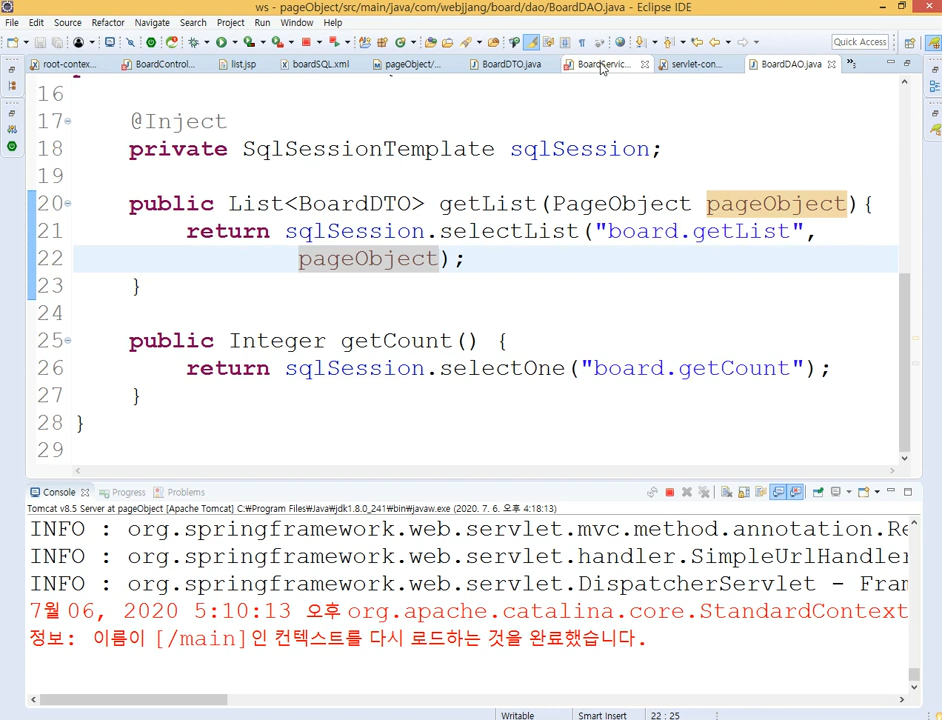 ws - pageObject/src/main/java/com/webjjang/board/dao/BoardDAO.java - Eclipse IDE
File Edit Source Refactor Navigate Search Project Run Window Help
Quick Access
root-contex... BoardControl... list.jsp boardSQL.xml pageObject/... BoardDTO.java BoardServic... servlet-con... BoardDAO.java »3
16
17 @Inject
18 private SqlSessionTemplate sqlSession;
19
20 public List<BoardDTO> getList(PageObject pageObject){
21 return sqlSession.selectList("board.getList",
22 pageObject);
23 }
24
25 public Integer getCount() {
26 return sqlSession.selectOne("board.getCount");
27 }
28 }
29
Console Progress Problems
Tomcat v8.5 Server at pageObject [Apache Tomcat] C:₩Program Files₩Java₩jdk1.8.0_241₩bin₩javaw.exe (2020. 7. 6. 오후 4:18:13)
INFO : org.springframework.web.servlet.mvc.method.annotation.Re
INFO : org.springframework.web.servlet.handler.SimpleUrlHandler
INFO : org.springframework.web.servlet.DispatcherServlet - Fram
7월 06, 2020 5:10:13 오후 org.apache.catalina.core.StandardContext
정보: 이름이 [/main]인 컨텍스트를 다시 로드하는 것을 완료했습니다.
Writable Smart Insert 22 : 25